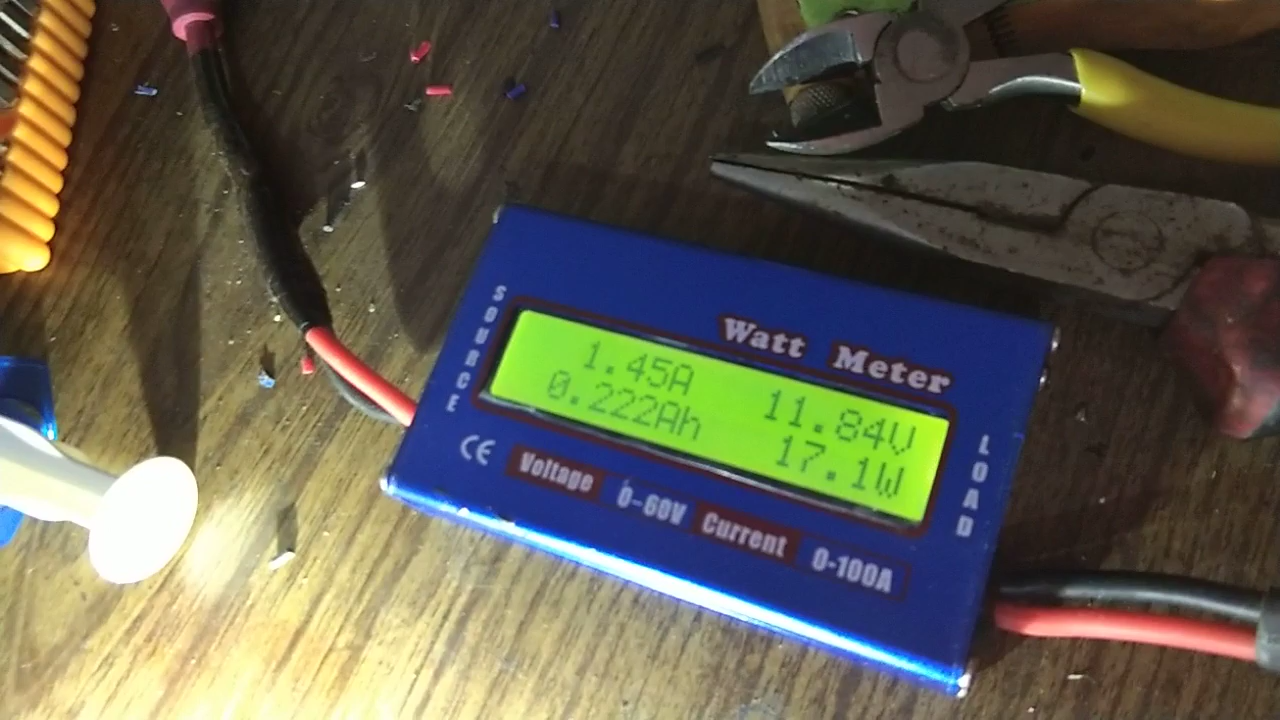 Watt Meter
SOURCE
1.45A 11.84V
0.222Ah 17.1W
LOAD
CE Voltage 0-60V Current 0-100A